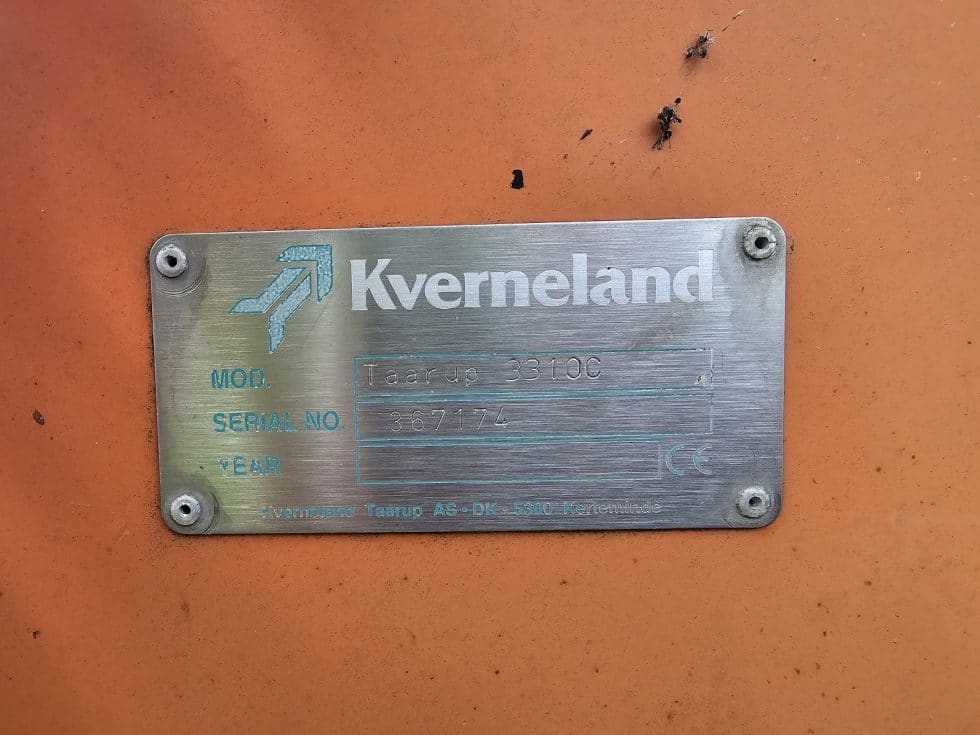 Kverneland
MOD. Taarup 3310C
SERIAL NO. 367174
YEAR CE
Kverneland Taarup AS - DK - 5300 Kerteminde